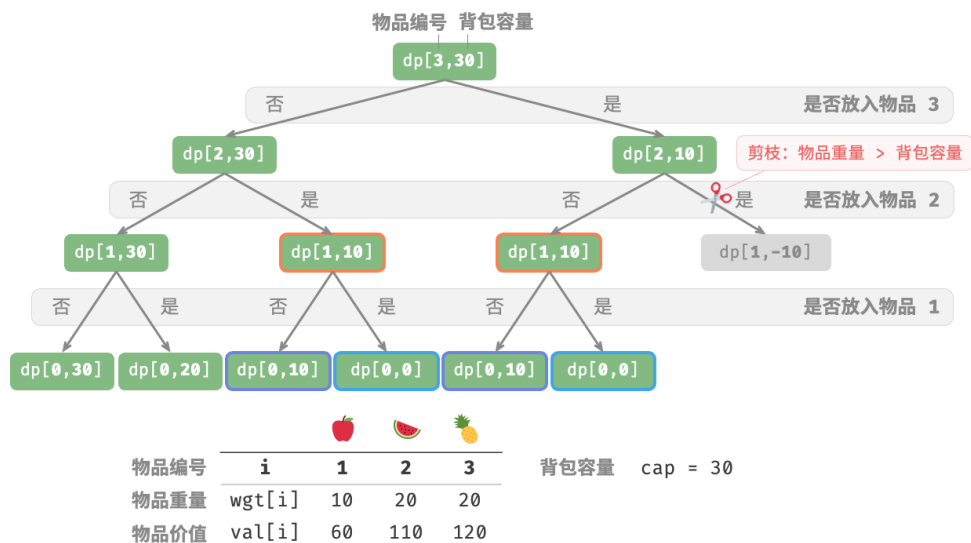 物品编号 背包容量
dp[3,30]
否 是 是否放入物品 3
dp[2,30] dp[2,10] 剪枝：物品重量 > 背包容量
否 是 否 是 是否放入物品 2
dp[1,30] dp[1,10] dp[1,10] dp[1,-10]
否 是 否 是 否 是 是否放入物品 1
dp[0,30] dp[0,20] dp[0,10] dp[0,0] dp[0,10] dp[0,0]
物品编号 i 1 2 3 背包容量 cap = 30
物品重量 wgt[i] 10 20 20
物品价值 val[i] 60 110 120